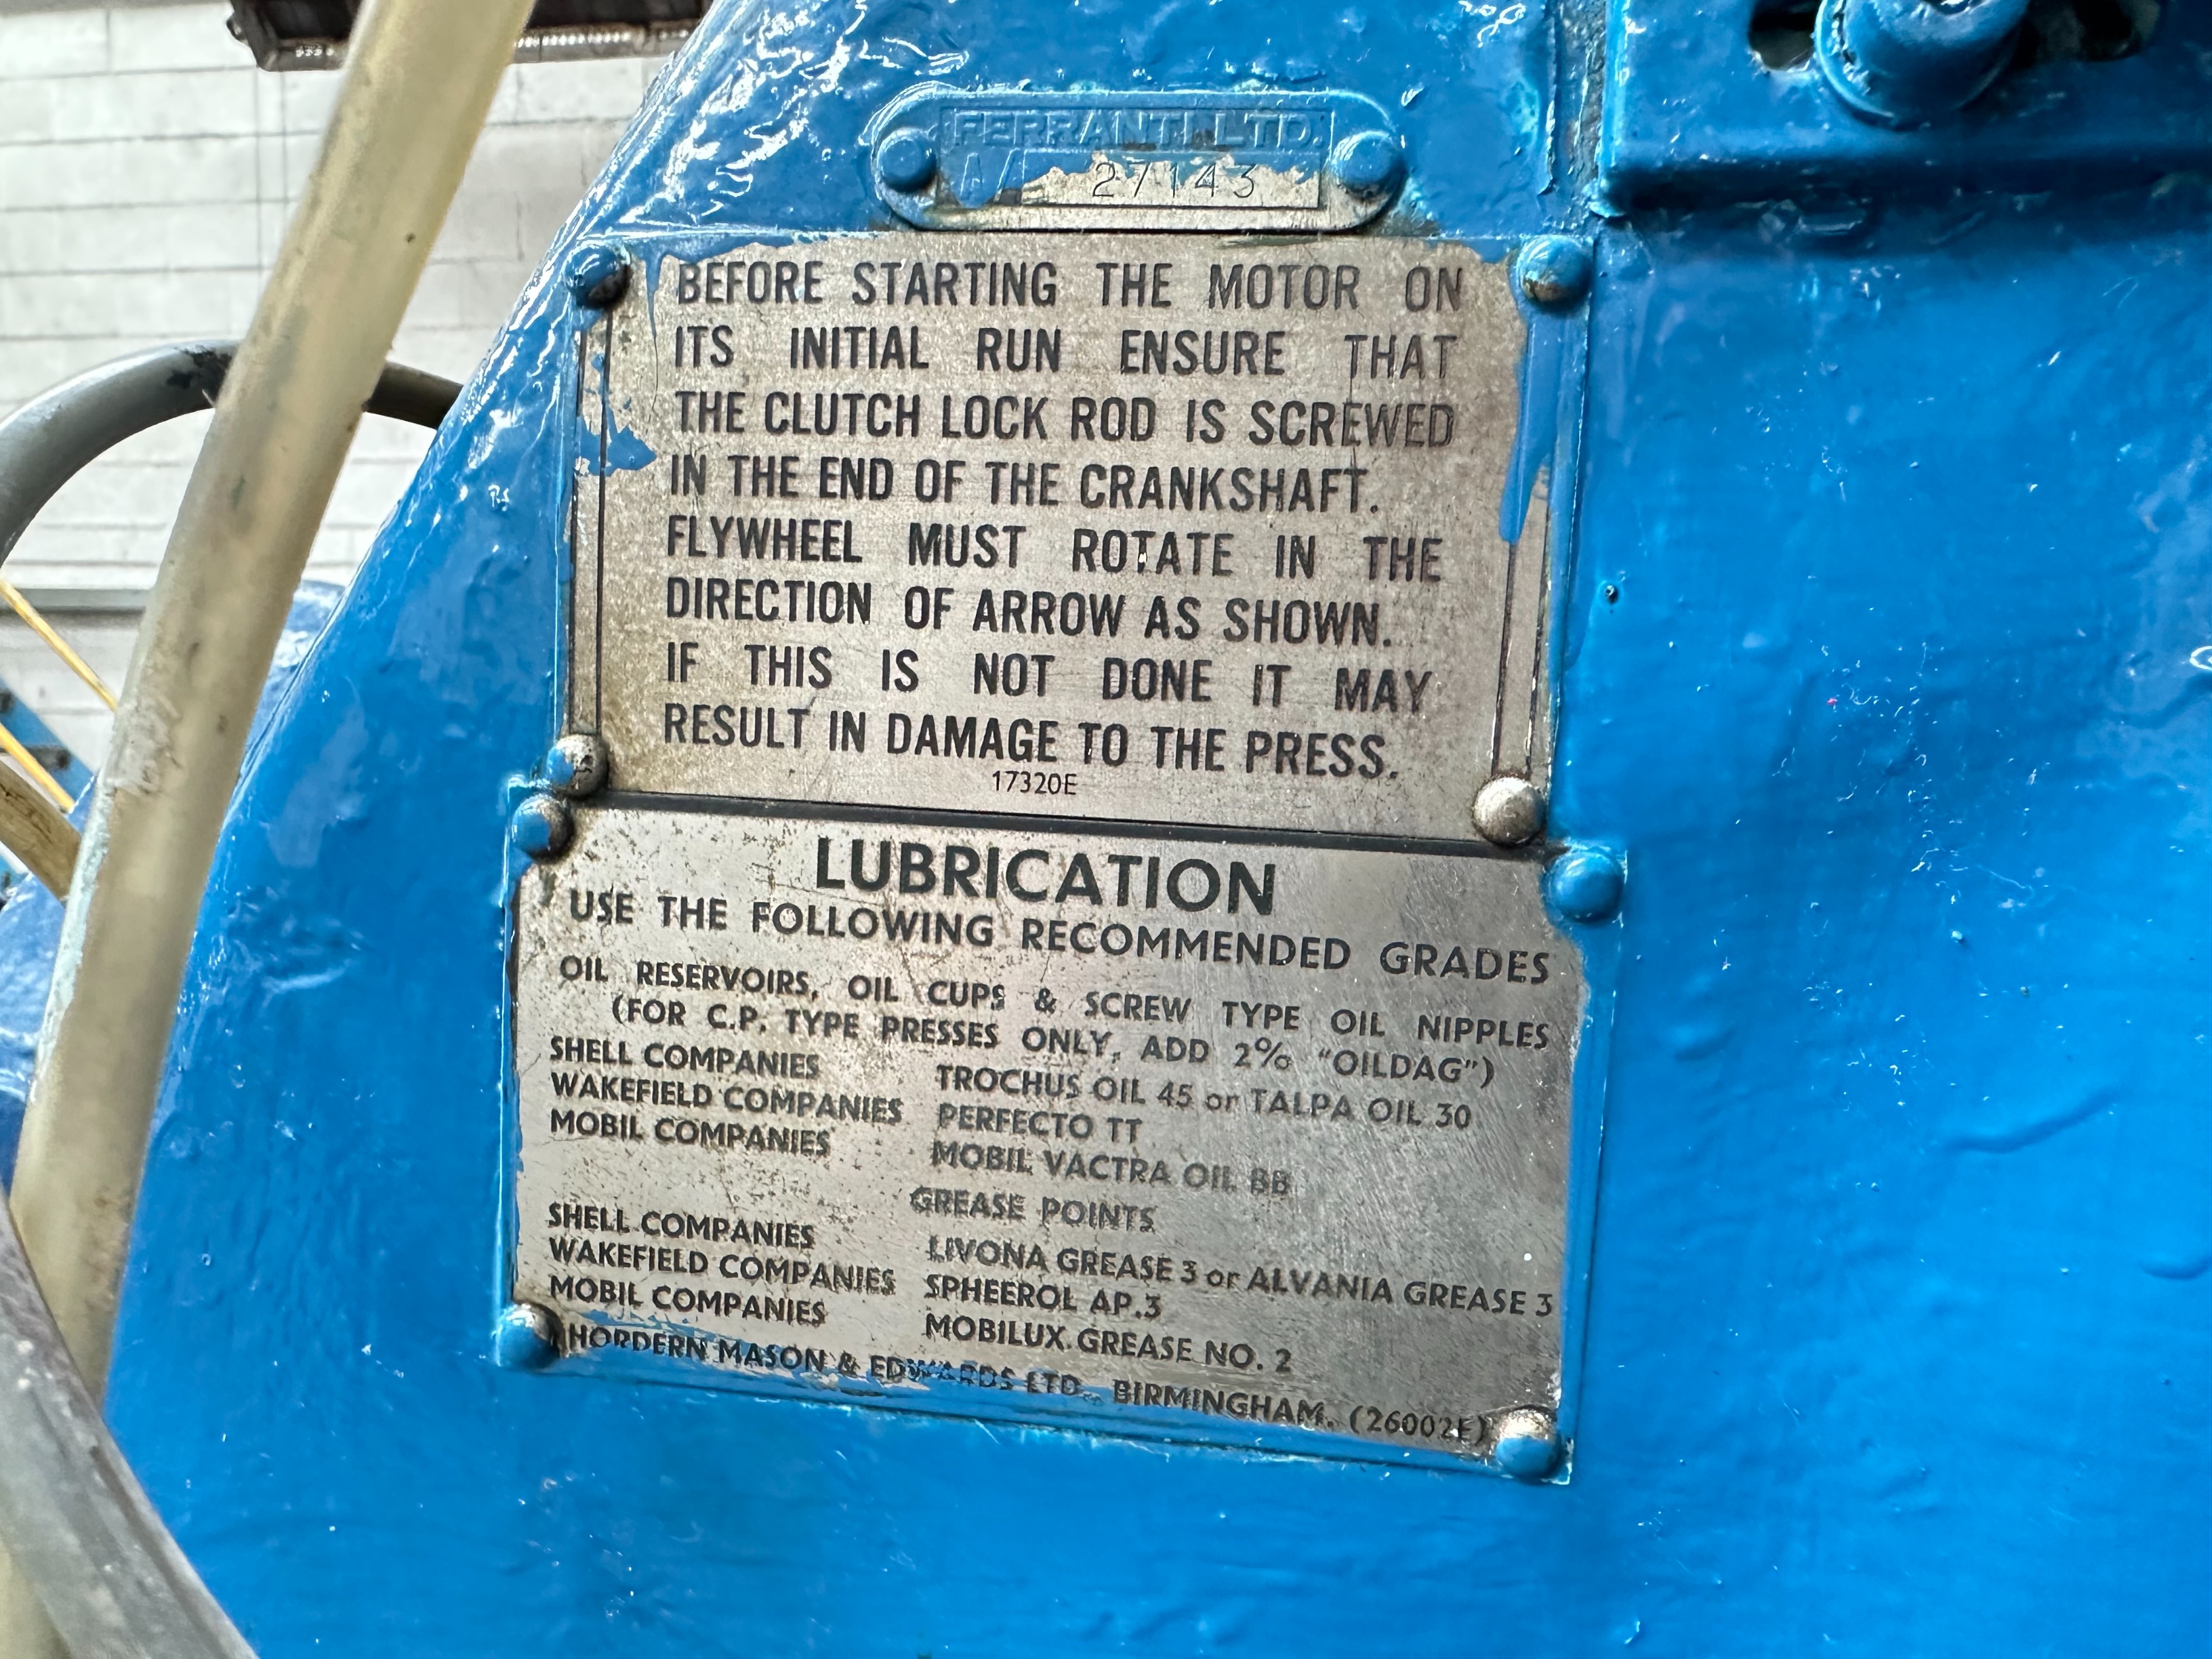 FERRANTI LTD.
27143
BEFORE STARTING THE MOTOR ON
ITS INITIAL RUN ENSURE THAT
THE CLUTCH LOCK ROD IS SCREWED
IN THE END OF THE CRANKSHAFT.
FLYWHEEL MUST ROTATE IN THE
DIRECTION OF ARROW AS SHOWN.
IF THIS IS NOT DONE IT MAY
RESULT IN DAMAGE TO THE PRESS.
17320E
LUBRICATION
USE THE FOLLOWING RECOMMENDED GRADES
OIL RESERVOIRS, OIL CUPS & SCREW TYPE OIL NIPPLES
(FOR C.P. TYPE PRESSES ONLY, ADD 2% "OILDAG")
SHELL COMPANIES TROCHUS OIL 45 or TALPA OIL 30
WAKEFIELD COMPANIES PERFECTO TT
MOBIL COMPANIES MOBIL VACTRA OIL BB
GREASE POINTS
SHELL COMPANIES LIVONA GREASE 3 or ALVANIA GREASE 3
WAKEFIELD COMPANIES SPHEEROL AP.3
MOBIL COMPANIES MOBILUX GREASE NO. 2
HORDERN MASON & EDWARDS LTD., BIRMINGHAM. (26002E)